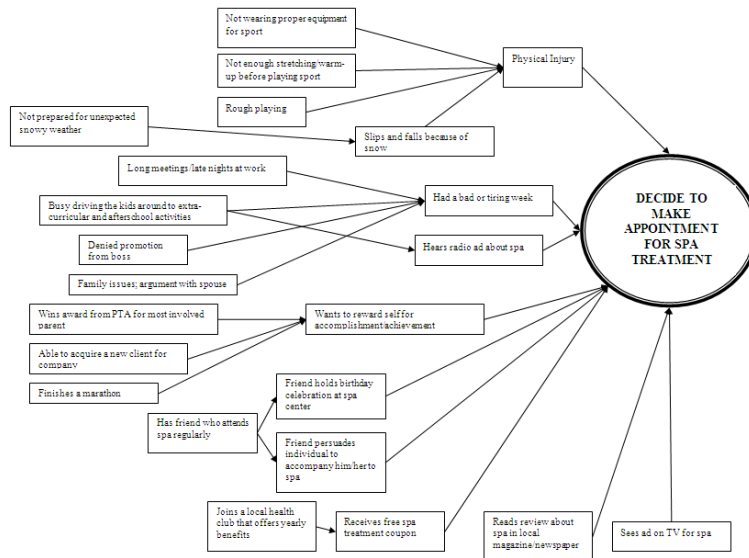 Not wearing proper equipment
for sport
Not enough stretching/warm-
up before playing sport
Rough playing
Physical Injury
Not prepared for unexpected
snowy weather
Slips and falls because of
snow
Long meetings/late nights at work
Busy driving the kids around to extra-
curricular and afterschool activities
Denied promotion
from boss
Family issues; argument with spouse
Had a bad or tiring week
Hears radio ad about spa
DECIDE TO
MAKE
APPOINTMENT
FOR SPA
TREATMENT
Wins award from PTA for most involved
parent
Able to acquire a new client for
company
Finishes a marathon
Wants to reward self for
accomplishment/achievement
Has friend who attends
spa regularly
Friend holds birthday
celebration at spa
center
Friend persuades
individual to
accompany him/her to
spa
Joins a local health
club that offers yearly
benefits
Receives free spa
treatment coupon
Reads review about
spa in local
magazine/newspaper
Sees ad on TV for spa